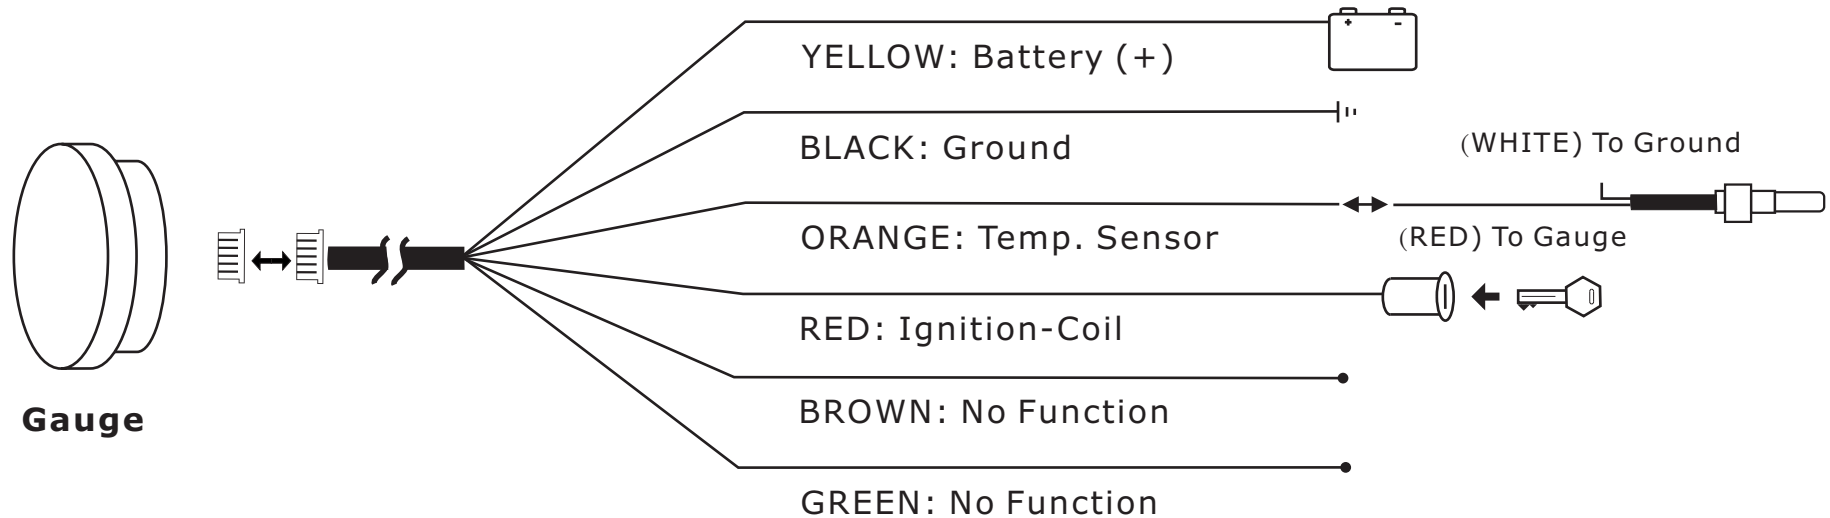 YELLOW: Battery (+)
BLACK: Ground
(WHITE) To Ground
ORANGE: Temp. Sensor
(RED) To Gauge
RED: Ignition-Coil
BROWN: No Function
Gauge
GREEN: No Function